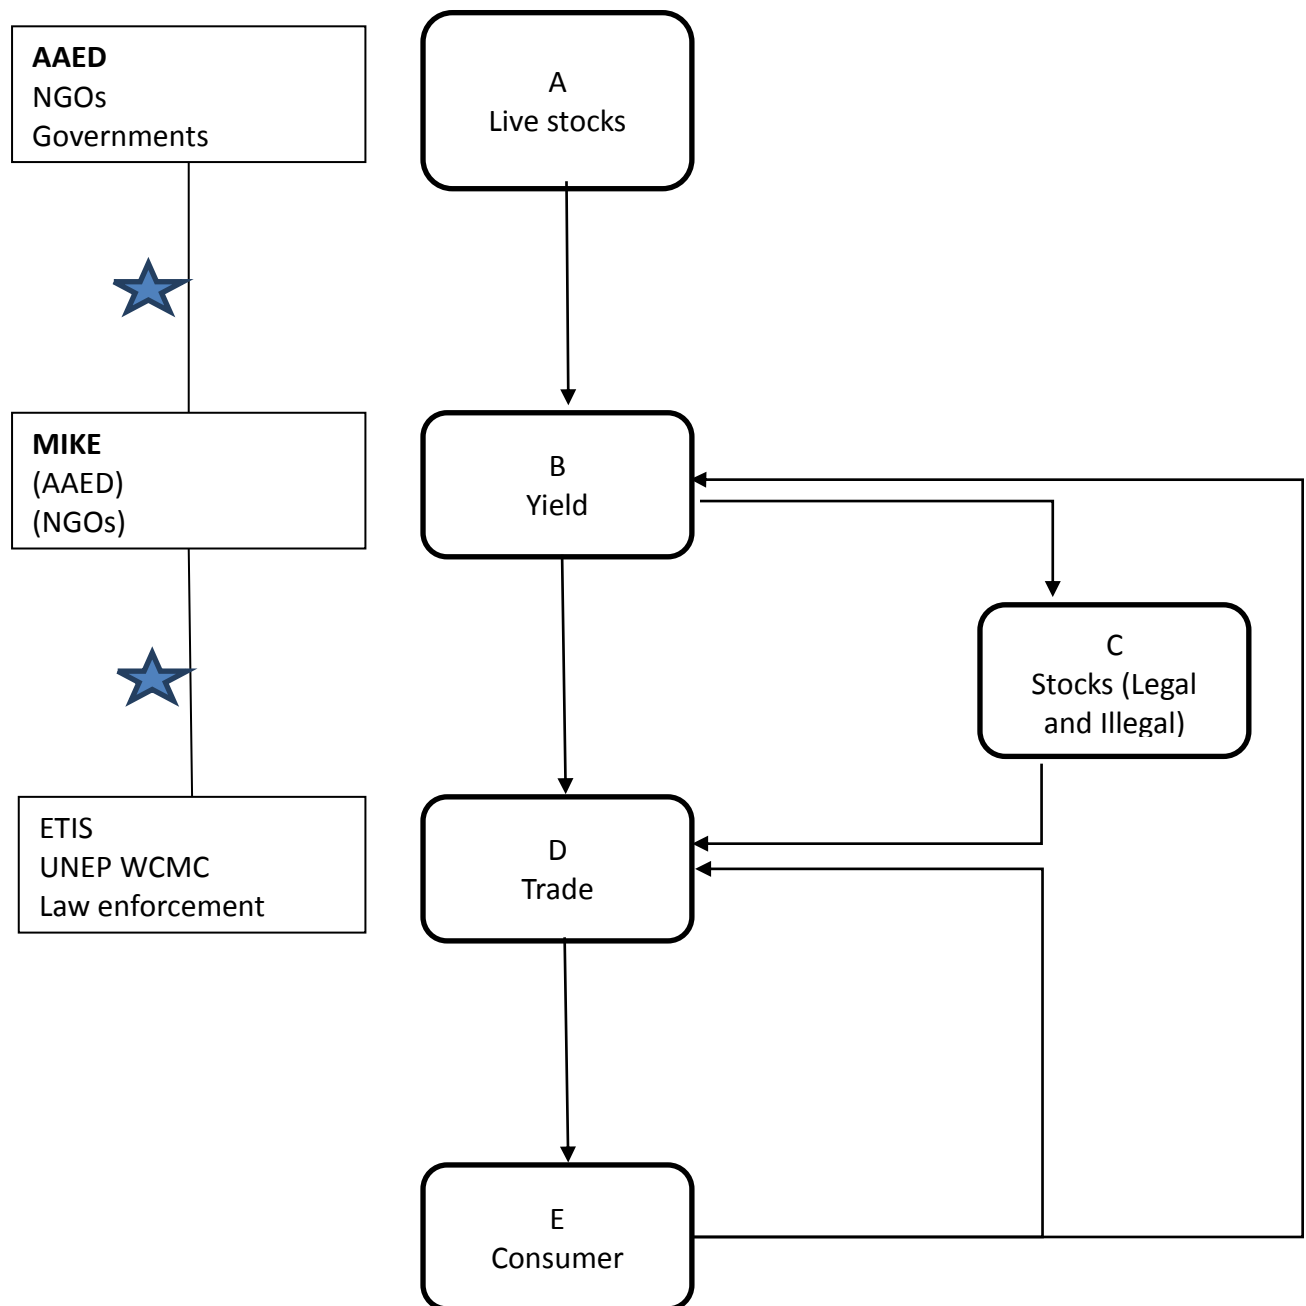 AAED
NGOs
Governments
A
Live stocks
MIKE
(AAED)
(NGOs)
B
Yield
C
Stocks (Legal
and Illegal)
ETIS
UNEP WCMC
Law enforcement
D
Trade
E
Consumer